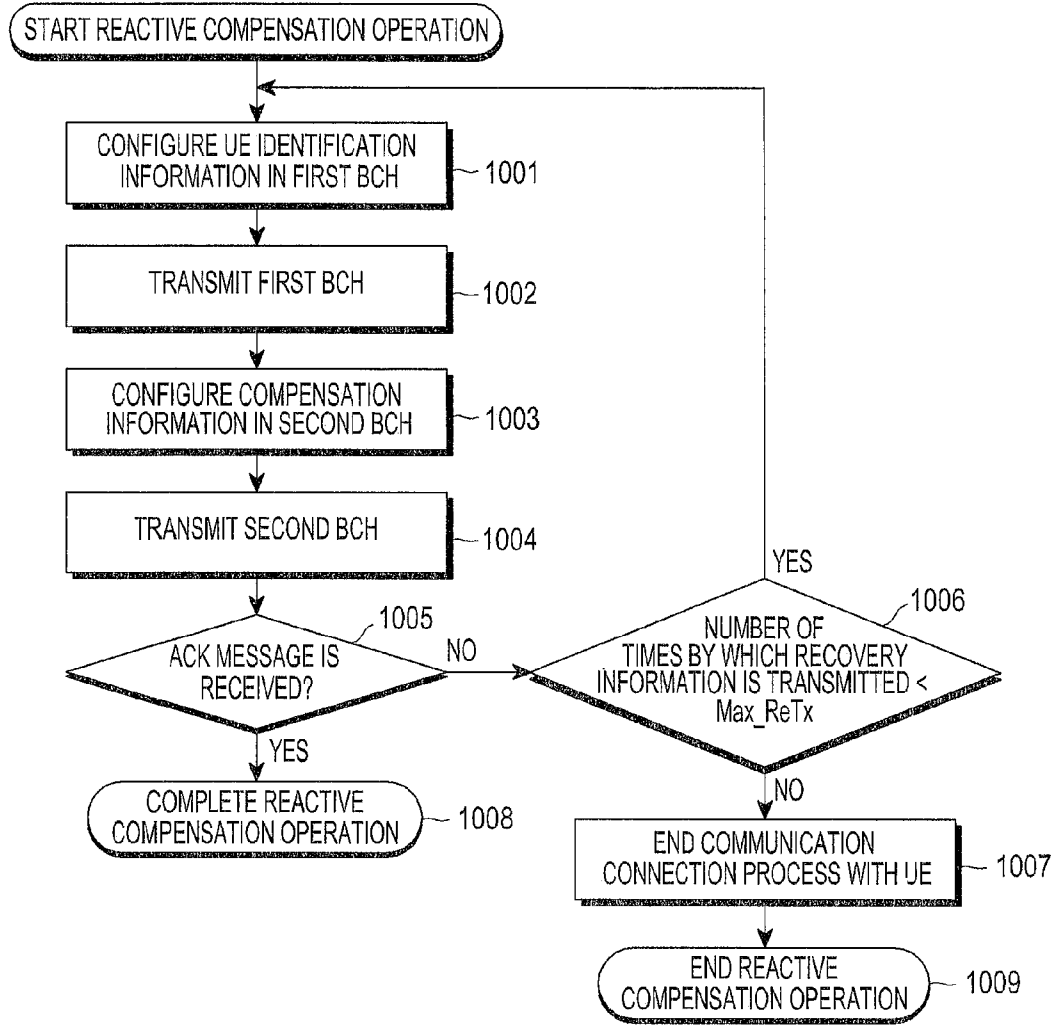 START REACTIVE COMPENSATION OPERATION
CONFIGURE UE IDENTIFICATION
INFORMATION IN FIRST BCH
1001
TRANSMIT FIRST BCH
1002
CONFIGURE COMPENSATION
INFORMATION IN SECOND BCH
1003
TRANSMIT SECOND BCH
1004
ACK MESSAGE IS
RECEIVED?
1005
NO
YES
NUMBER OF
TIMES BY WHICH RECOVERY
INFORMATION IS TRANSMITTED <
Max_ReTx
1006
YES
NO
COMPLETE REACTIVE
COMPENSATION OPERATION
1008
END COMMUNICATION
CONNECTION PROCESS WITH UE
1007
END REACTIVE
COMPENSATION OPERATION
1009